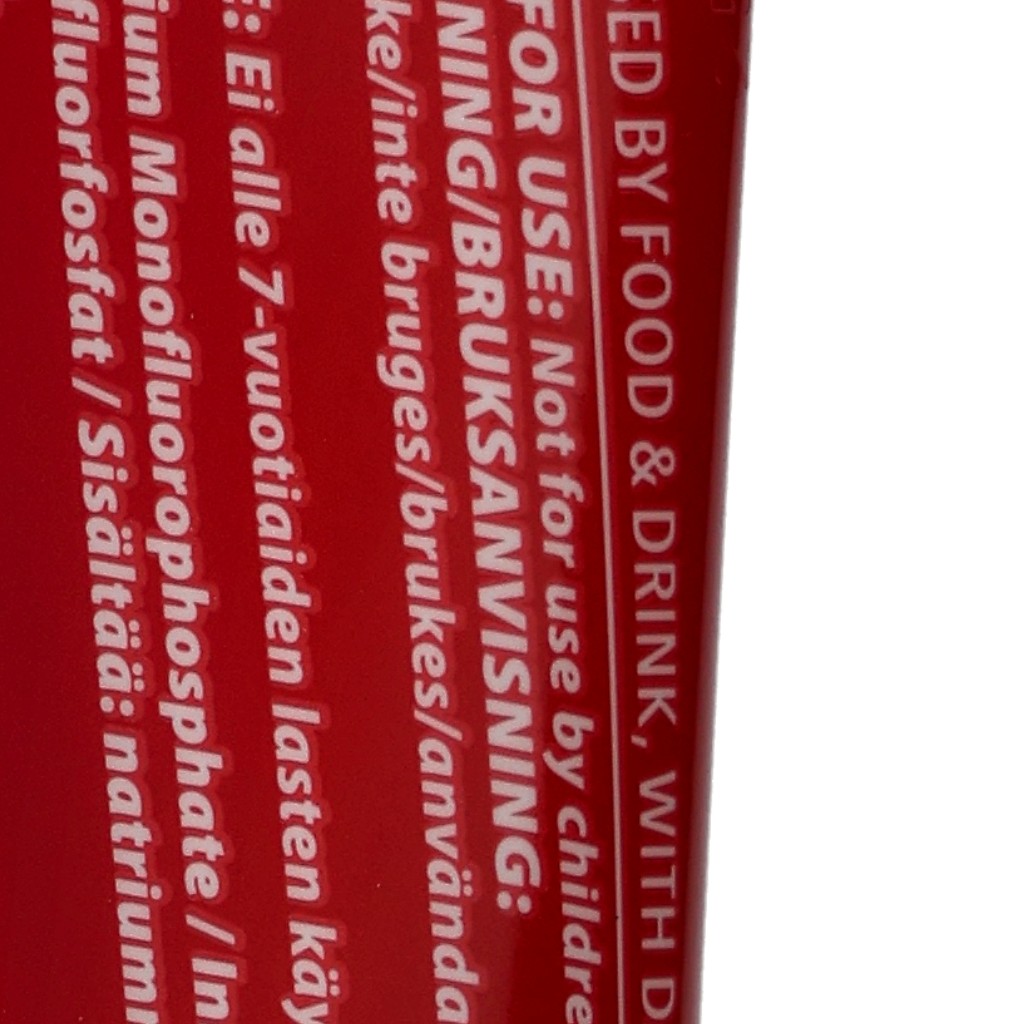 ED BY FOOD & DRINK, WITH D
FOR USE: Not for use by childre
NING/BRUKSANVISNING:
ke/inte bruges/brukes/använda
: Ei alle 7-vuotiaiden lasten käy
ium Monofluorophosphate / In
fluorfosfat / Sisältää: natrium